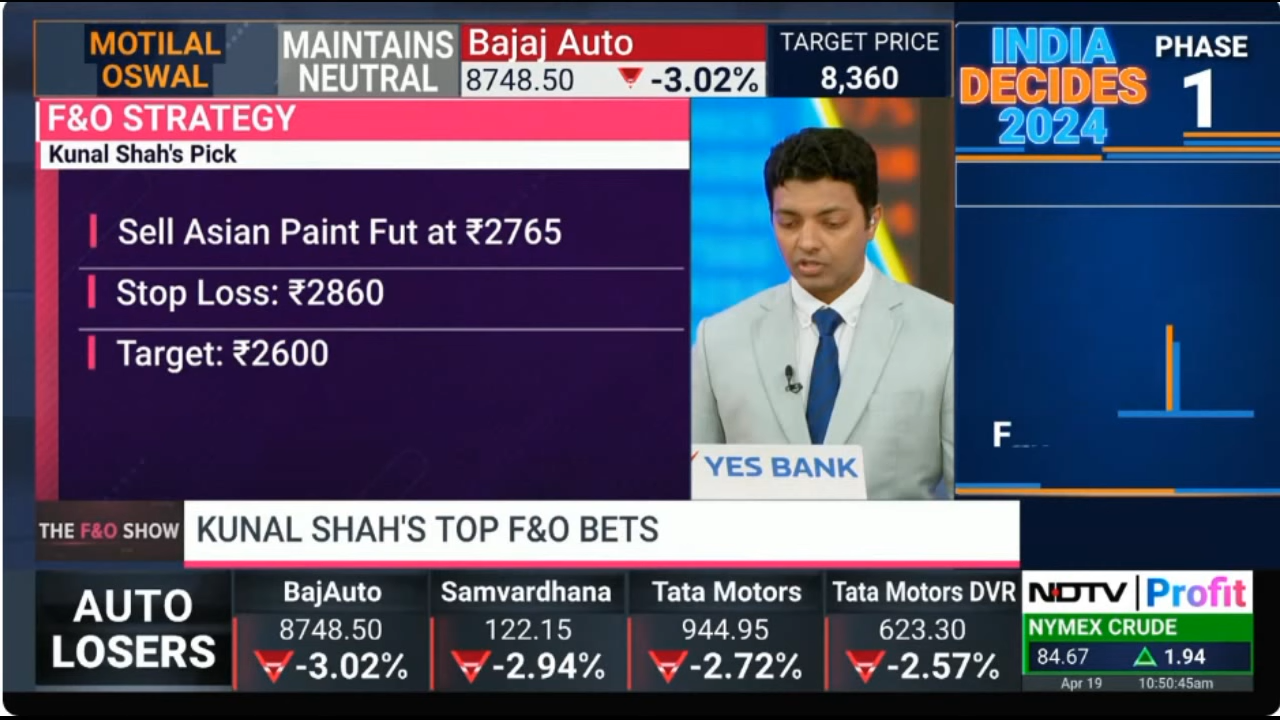 MOTILAL
OSWAL
MAINTAINS
NEUTRAL
Bajaj Auto
8748.50 -3.02%
TARGET PRICE
8,360
INDIA
DECIDES
2024
PHASE
1
F&O STRATEGY
Kunal Shah's Pick
Sell Asian Paint Fut at ₹2765
Stop Loss: ₹2860
Target: ₹2600
YES BANK
F
THE F&O SHOW
KUNAL SHAH'S TOP F&O BETS
AUTO
LOSERS
BajAuto
8748.50
-3.02%
Samvardhana
122.15
-2.94%
Tata Motors
944.95
-2.72%
Tata Motors DVR
623.30
-2.57%
NDTV Profit
NYMEX CRUDE
84.67 1.94
Apr 19 10:50:45am